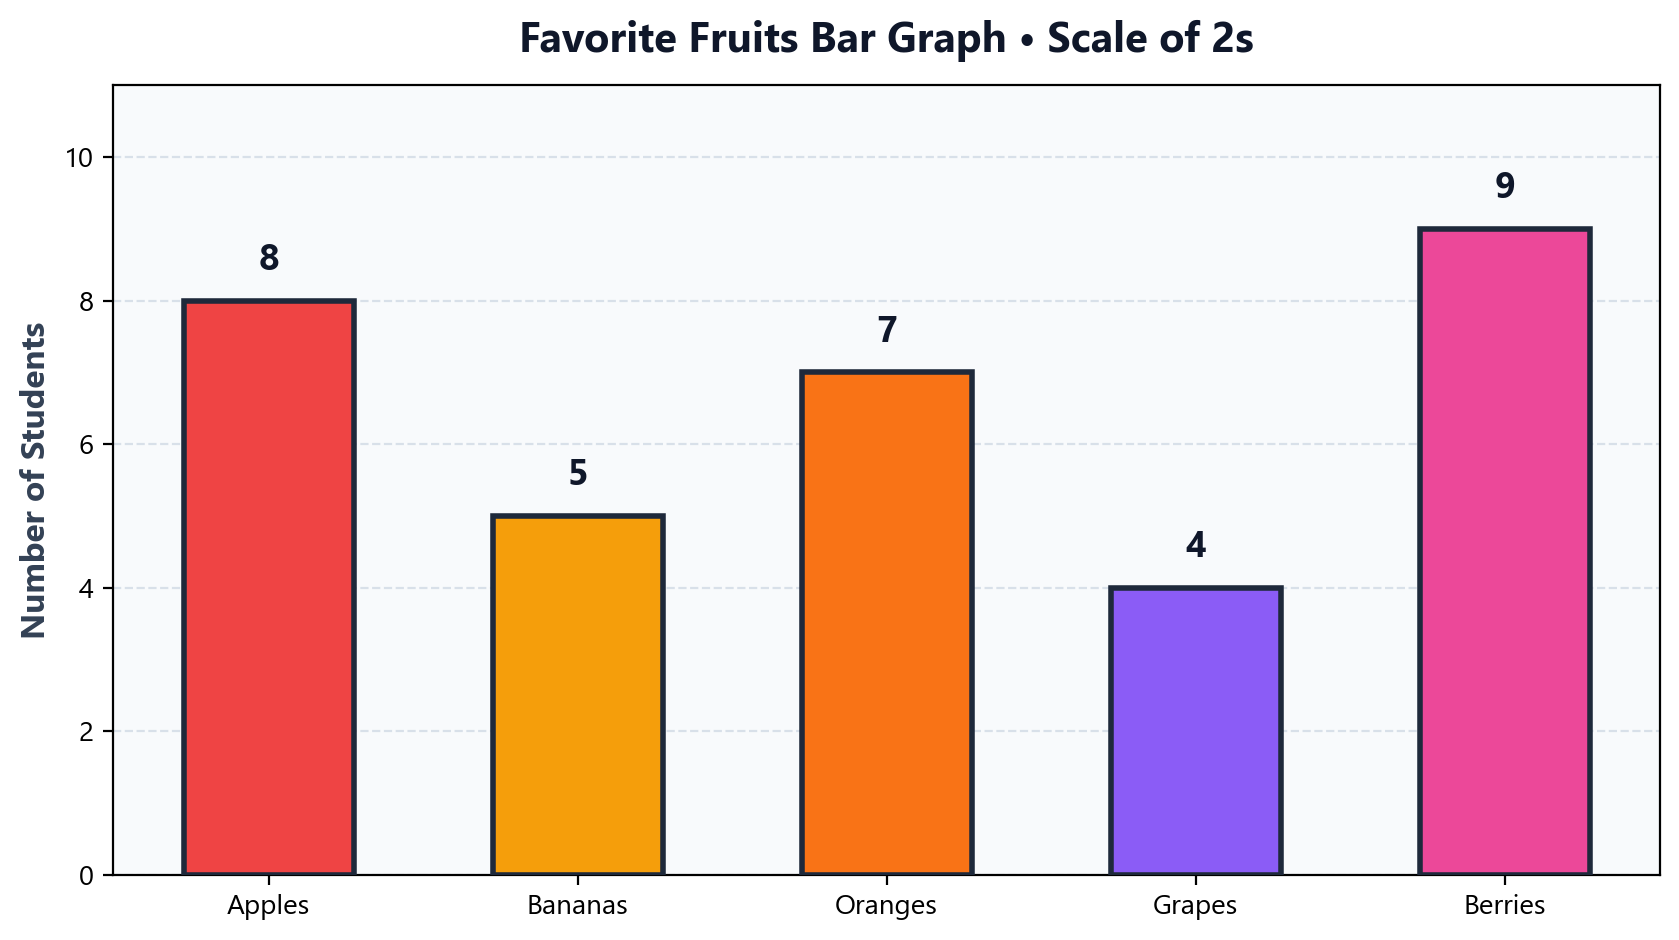 Favorite Fruits Bar Graph • Scale of 2s
Number of Students
10
8
6
4
2
0
8
5
7
4
9
Apples
Bananas
Oranges
Grapes
Berries